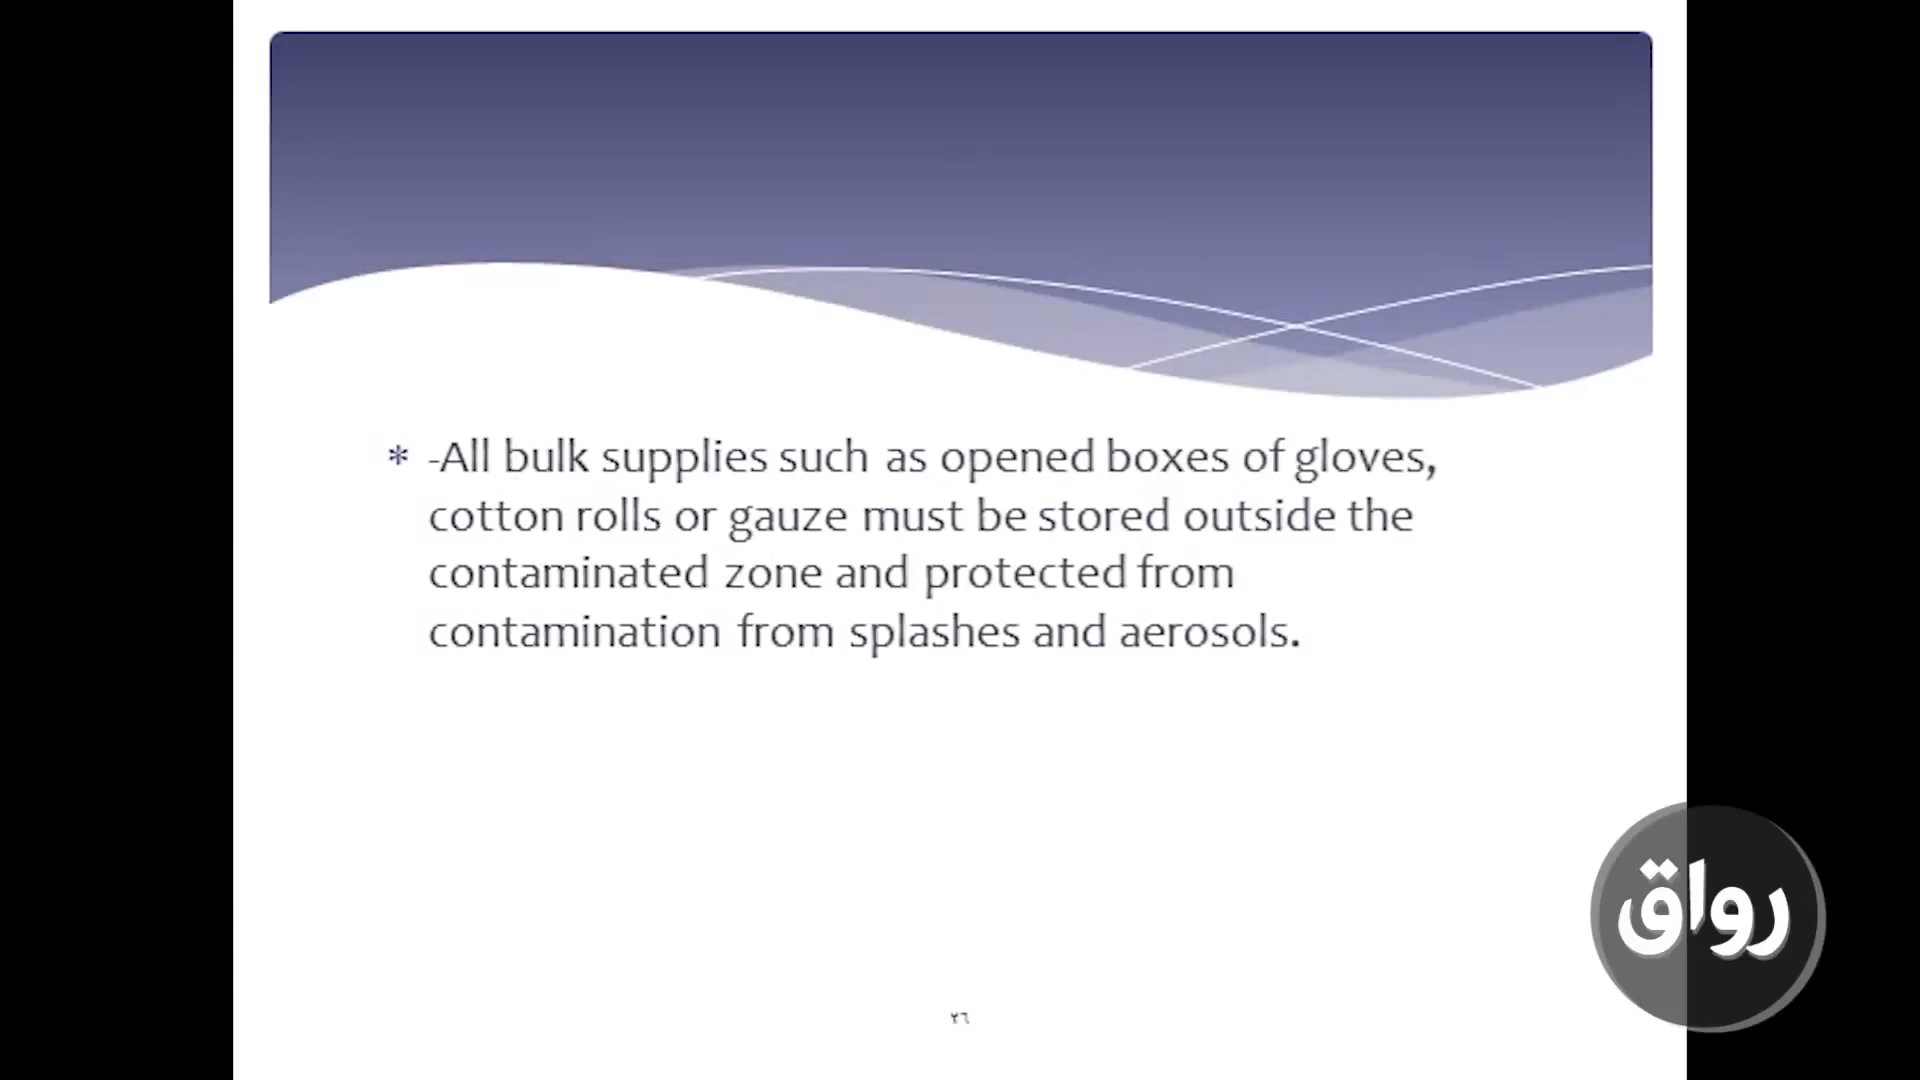 * -All bulk supplies such as opened boxes of gloves,
cotton rolls or gauze must be stored outside the
contaminated zone and protected from
contamination from splashes and aerosols.
رواق
٢٦